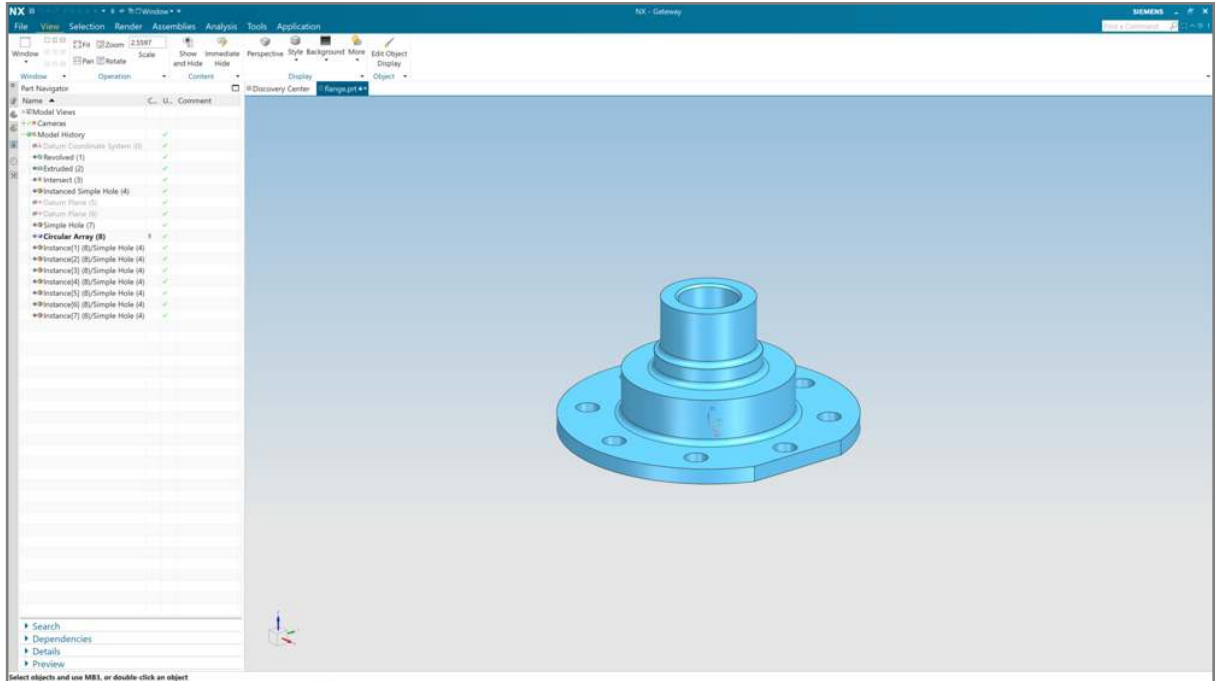 NX Window NX - Gateway SIEMENS
File View Selection Render Assemblies Analysis Tools Application Find a Command
Window Fit Zoom 2.5597 Scale Show and Hide Immediate Hide Perspective Style Background More Edit Object Display
Pan Rotate
Window Operation Content Display Object
Part Navigator Discovery Center flange.prt
Name C... U... Comment
Model Views
Cameras
Model History
Datum Coordinate System (0)
Revolved (1)
Extruded (2)
Intersect (3)
Instanced Simple Hole (4)
Datum Plane (5)
Datum Plane (6)
Simple Hole (7)
Circular Array (8)
Instance[1] (8)/Simple Hole (4)
Instance[2] (8)/Simple Hole (4)
Instance[3] (8)/Simple Hole (4)
Instance[4] (8)/Simple Hole (4)
Instance[5] (8)/Simple Hole (4)
Instance[6] (8)/Simple Hole (4)
Instance[7] (8)/Simple Hole (4)
Search
Dependencies
Details
Preview
Select objects and use MB3, or double-click an object